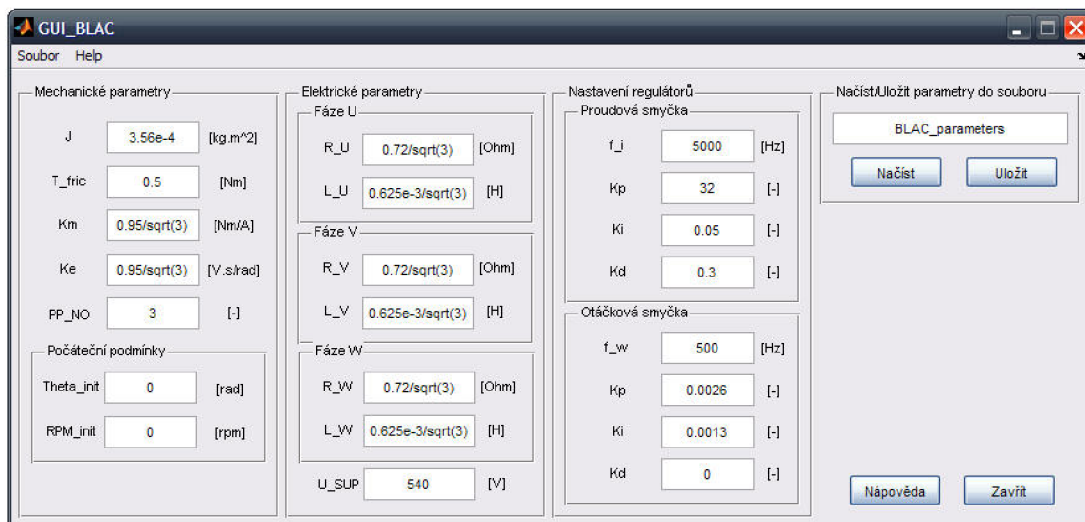 GUI_BLAC
Soubor Help
Mechanické parametry
J 3.56e-4 [kg.m^2]
T_fric 0.5 [Nm]
Km 0.95/sqrt(3) [Nm/A]
Ke 0.95/sqrt(3) [V.s/rad]
PP_NO 3 [-]
Počáteční podmínky
Theta_init 0 [rad]
RPM_init 0 [rpm]
Elektrické parametry
Fáze U
R_U 0.72/sqrt(3) [Ohm]
L_U 0.625e-3/sqrt(3) [H]
Fáze V
R_V 0.72/sqrt(3) [Ohm]
L_V 0.625e-3/sqrt(3) [H]
Fáze W
R_W 0.72/sqrt(3) [Ohm]
L_W 0.625e-3/sqrt(3) [H]
U_SUP 540 [V]
Nastavení regulátorů
Proudová smyčka
f_i 5000 [Hz]
Kp 32 [-]
Ki 0.05 [-]
Kd 0.3 [-]
Otáčková smyčka
f_w 500 [Hz]
Kp 0.0026 [-]
Ki 0.0013 [-]
Kd 0 [-]
Načíst/Uložit parametry do souboru
BLAC_parameters
Načíst Uložit
Nápověda Zavřít